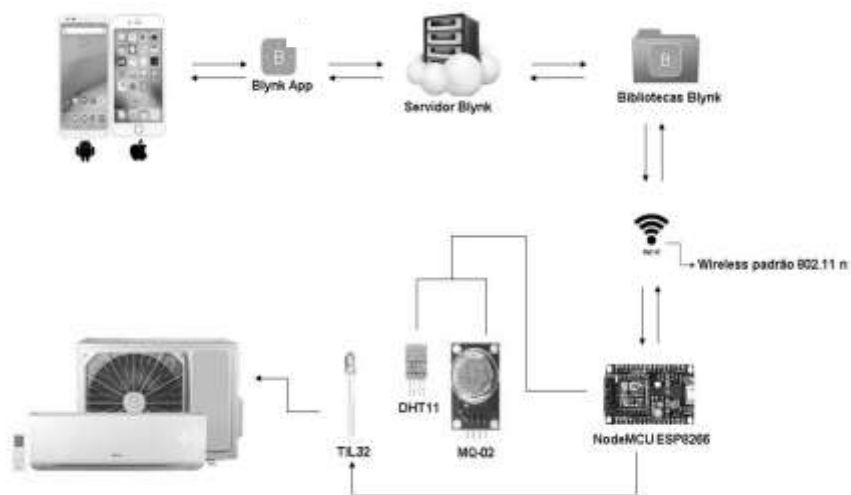 B
Blynk App
Servidor Blynk
B
Bibliotecas Blynk
Wireless padrão 802.11 n
DHT11
TIL32
MQ-02
NodeMCU ESP8266